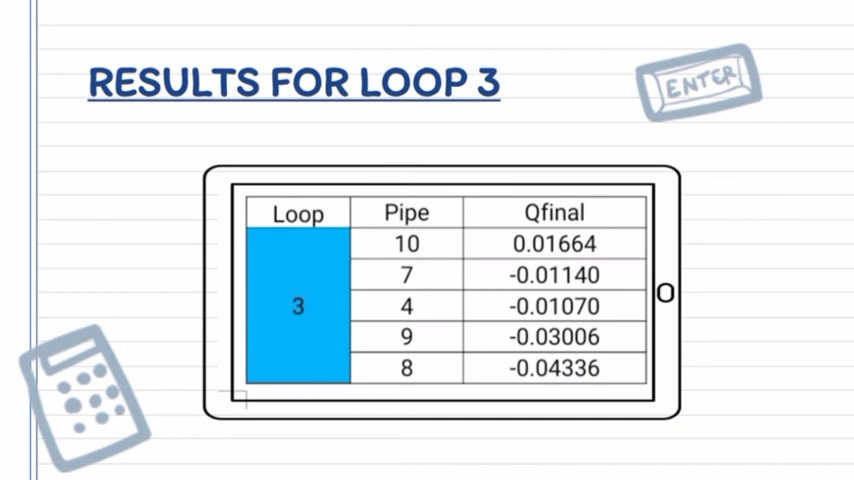 RESULTS FOR LOOP 3
ENTER
Loop Pipe Qfinal
10 0.01664
7 -0.01140
3 4 -0.01070
9 -0.03006
8 -0.04336